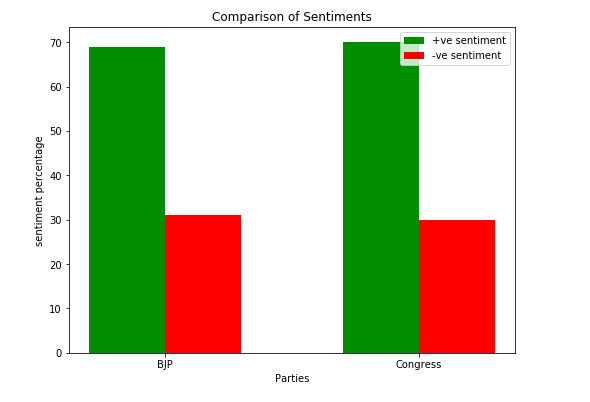 Comparison of Sentiments
+ve sentiment
-ve sentiment
sentiment percentage
70
60
50
40
30
20
10
0
BJP
Congress
Parties